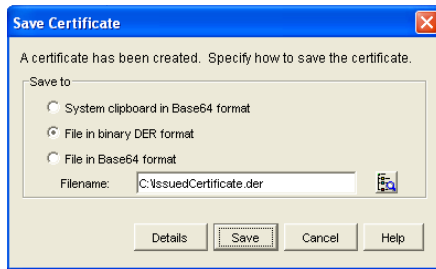 Save Certificate
A certificate has been created. Specify how to save the certificate.
Save to
System clipboard in Base64 format
File in binary DER format
File in Base64 format
Filename: C:\IssuedCertificate.der
Details Save Cancel Help